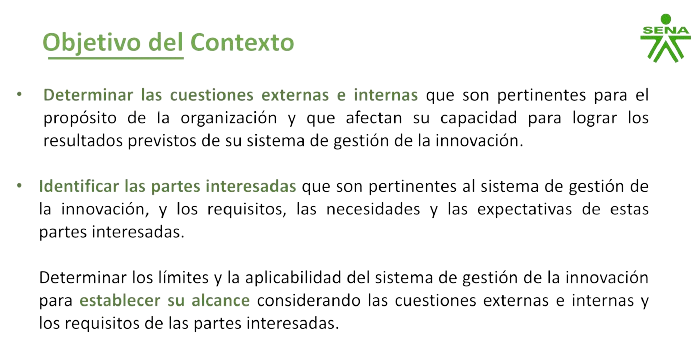 Objetivo del Contexto
SENA
• Determinar las cuestiones externas e internas que son pertinentes para el
propósito de la organización y que afectan su capacidad para lograr los
resultados previstos de su sistema de gestión de la innovación.
• Identificar las partes interesadas que son pertinentes al sistema de gestión de
la innovación, y los requisitos, las necesidades y las expectativas de estas
partes interesadas.
Determinar los límites y la aplicabilidad del sistema de gestión de la innovación
para establecer su alcance considerando las cuestiones externas e internas y
los requisitos de las partes interesadas.